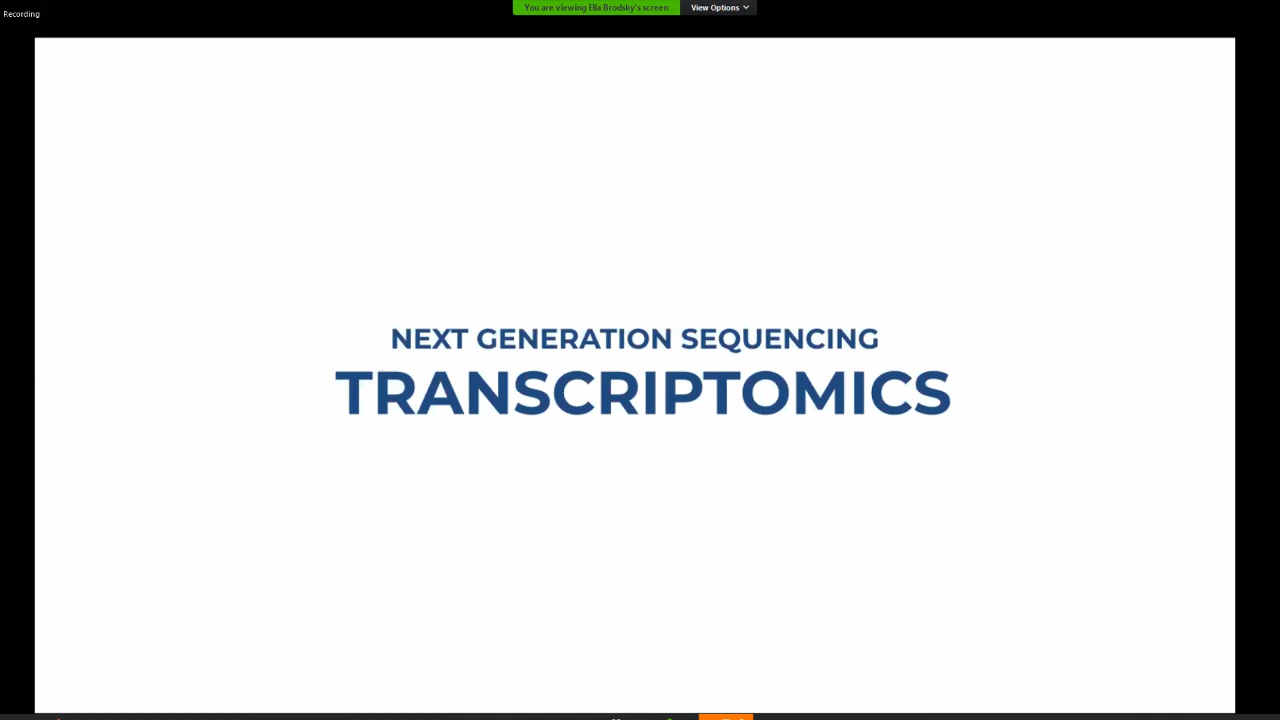 Recording
You are viewing Elia Brodsky's screen
View Options
NEXT GENERATION SEQUENCING
TRANSCRIPTOMICS